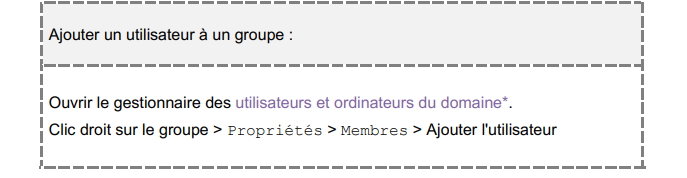 Ajouter un utilisateur à un groupe :
Ouvrir le gestionnaire des utilisateurs et ordinateurs du domaine*.
Clic droit sur le groupe > Propriétés > Membres > Ajouter l'utilisateur